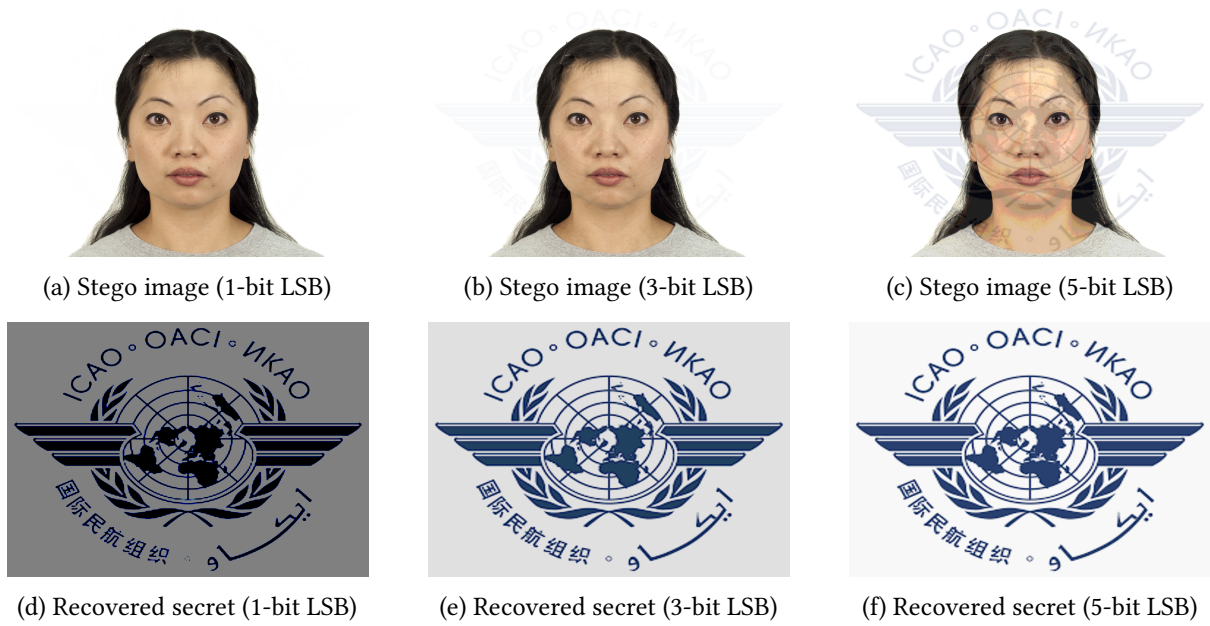 ICAO ◦ OACI ◦ ИКАО
ICAO ◦ OACI ◦ ИКАО
国际民航组织 ◦ ايكاو
(a) Stego image (1-bit LSB)
(b) Stego image (3-bit LSB)
(c) Stego image (5-bit LSB)
ICAO ◦ OACI ◦ ИКАО
ICAO ◦ OACI ◦ ИКАО
ICAO ◦ OACI ◦ ИКАО
国际民航组织 ◦ ايكاو
国际民航组织 ◦ ايكاو
国际民航组织 ◦ ايكاو
(d) Recovered secret (1-bit LSB)
(e) Recovered secret (3-bit LSB)
(f) Recovered secret (5-bit LSB)